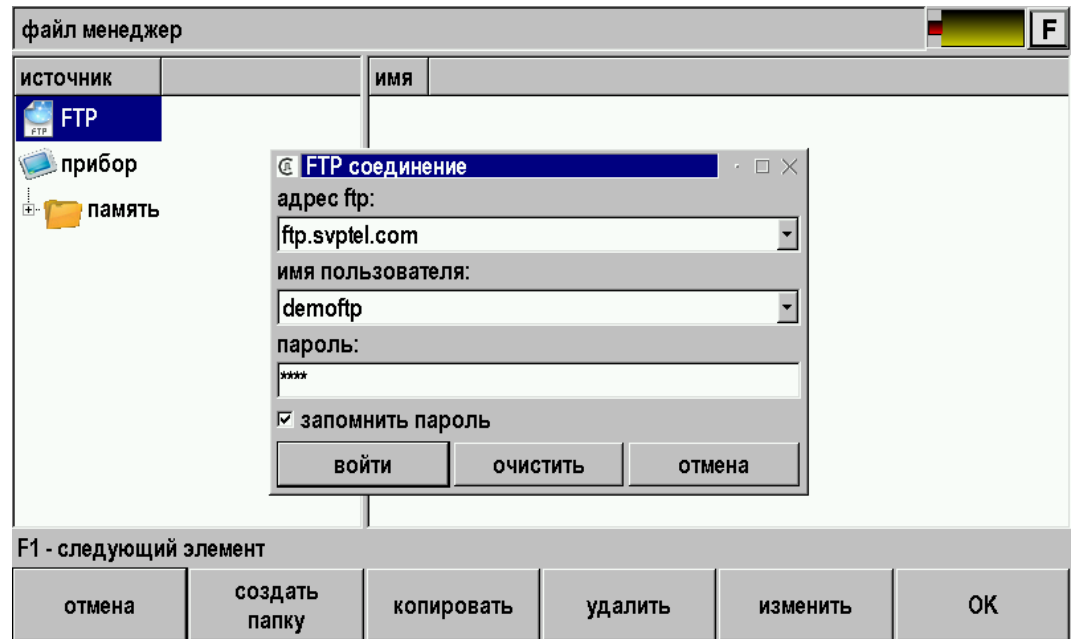 файл менеджер
F
источник
имя
FTP
FTP
прибор
память
FTP соединение
адрес ftp:
ftp.svptel.com
имя пользователя:
demoftp
пароль:
****
запомнить пароль
войти
очистить
отмена
F1 - следующий элемент
отмена
создать
папку
копировать
удалить
изменить
OK